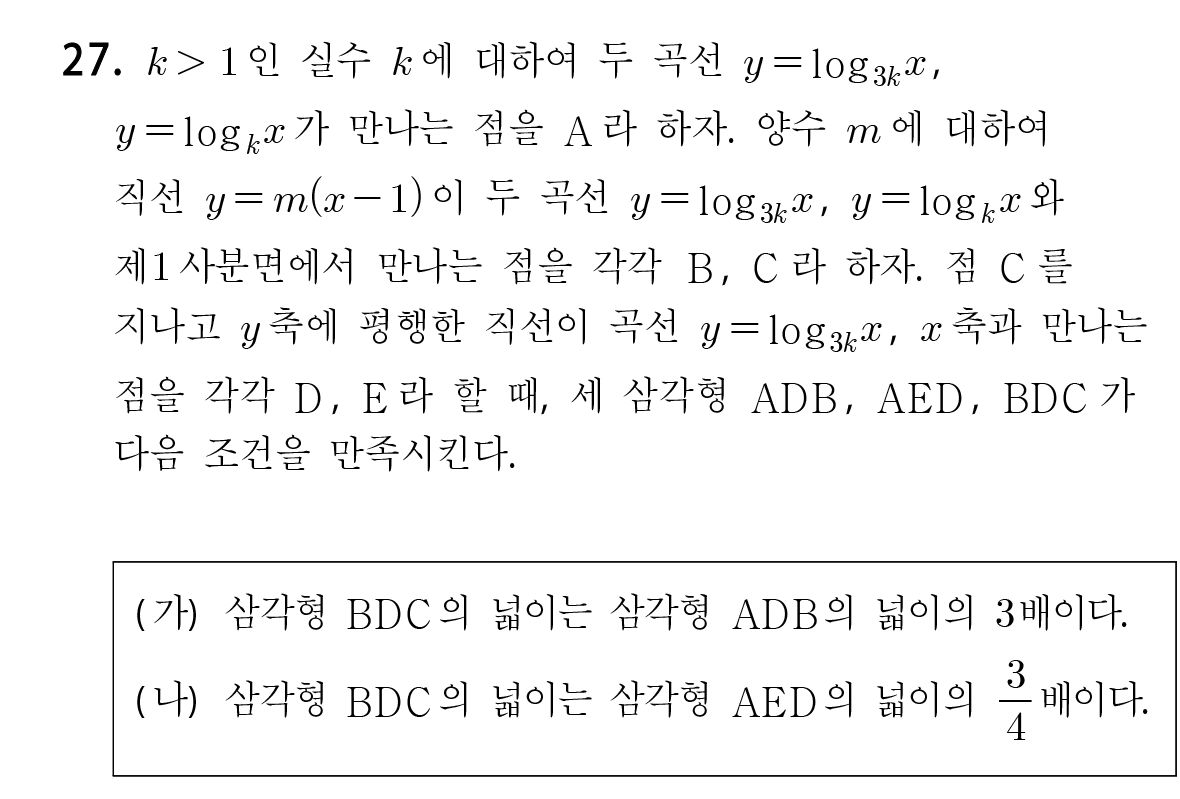 27. $k>1$인 실수 $k$에 대하여 두 곡선 $y=\log_{3k}x$,
$y=\log_{k}x$가 만나는 점을 A라 하자. 양수 $m$에 대하여
직선 $y=m(x-1)$이 두 곡선 $y=\log_{3k}x$, $y=\log_{k}x$와
제1사분면에서 만나는 점을 각각 B, C라 하자. 점 C를
지나고 $y$축에 평행한 직선이 곡선 $y=\log_{3k}x$, $x$축과 만나는
점을 각각 D, E라 할 때, 세 삼각형 ADB, AED, BDC가
다음 조건을 만족시킨다.
(가) 삼각형 BDC의 넓이는 삼각형 ADB의 넓이의 3배이다.
(나) 삼각형 BDC의 넓이는 삼각형 AED의 넓이의 $\frac{3}{4}$배이다.